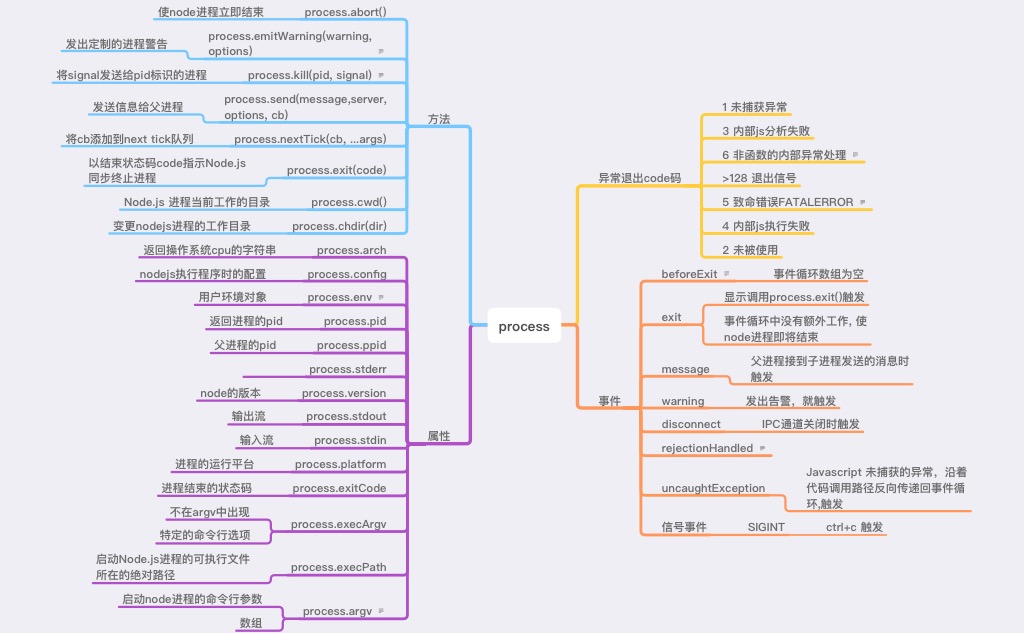 process
方法
process.abort()
使node进程立即结束
process.emitWarning(warning,
options)
发出定制的进程警告
process.kill(pid, signal)
将signal发送给pid标识的进程
process.send(message,server,
options, cb)
发送信息给父进程
process.nextTick(cb, ...args)
将cb添加到next tick队列
process.exit(code)
以结束状态码code指示Node.js
同步终止进程
process.cwd()
Node.js 进程当前工作的目录
process.chdir(dir)
变更nodejs进程的工作目录
属性
process.arch
返回操作系统cpu的字符串
process.config
nodejs执行程序时的配置
process.env
用户环境对象
process.pid
返回进程的pid
process.ppid
父进程的pid
process.stderr
process.version
node的版本
process.stdout
输出流
process.stdin
输入流
process.platform
进程的运行平台
process.exitCode
进程结束的状态码
process.execArgv
不在argv中出现
特定的命令行选项
process.execPath
启动Node.js进程的可执行文件
所在的绝对路径
process.argv
启动node进程的命令行参数
数组
异常退出code码
1 未捕获异常
3 内部js分析失败
6 非函数的内部异常处理
>128 退出信号
5 致命错误FATALERROR
4 内部js执行失败
2 未被使用
事件
beforeExit
事件循环数组为空
exit
显示调用process.exit()触发
事件循环中没有额外工作, 使
node进程即将结束
message
父进程接到子进程发送的消息时
触发
warning
发出告警，就触发
disconnect
IPC通道关闭时触发
rejectionHandled
uncaughtException
Javascript 未捕获的异常，沿着
代码调用路径反向传递回事件循
环,触发
信号事件
SIGINT
ctrl+c 触发